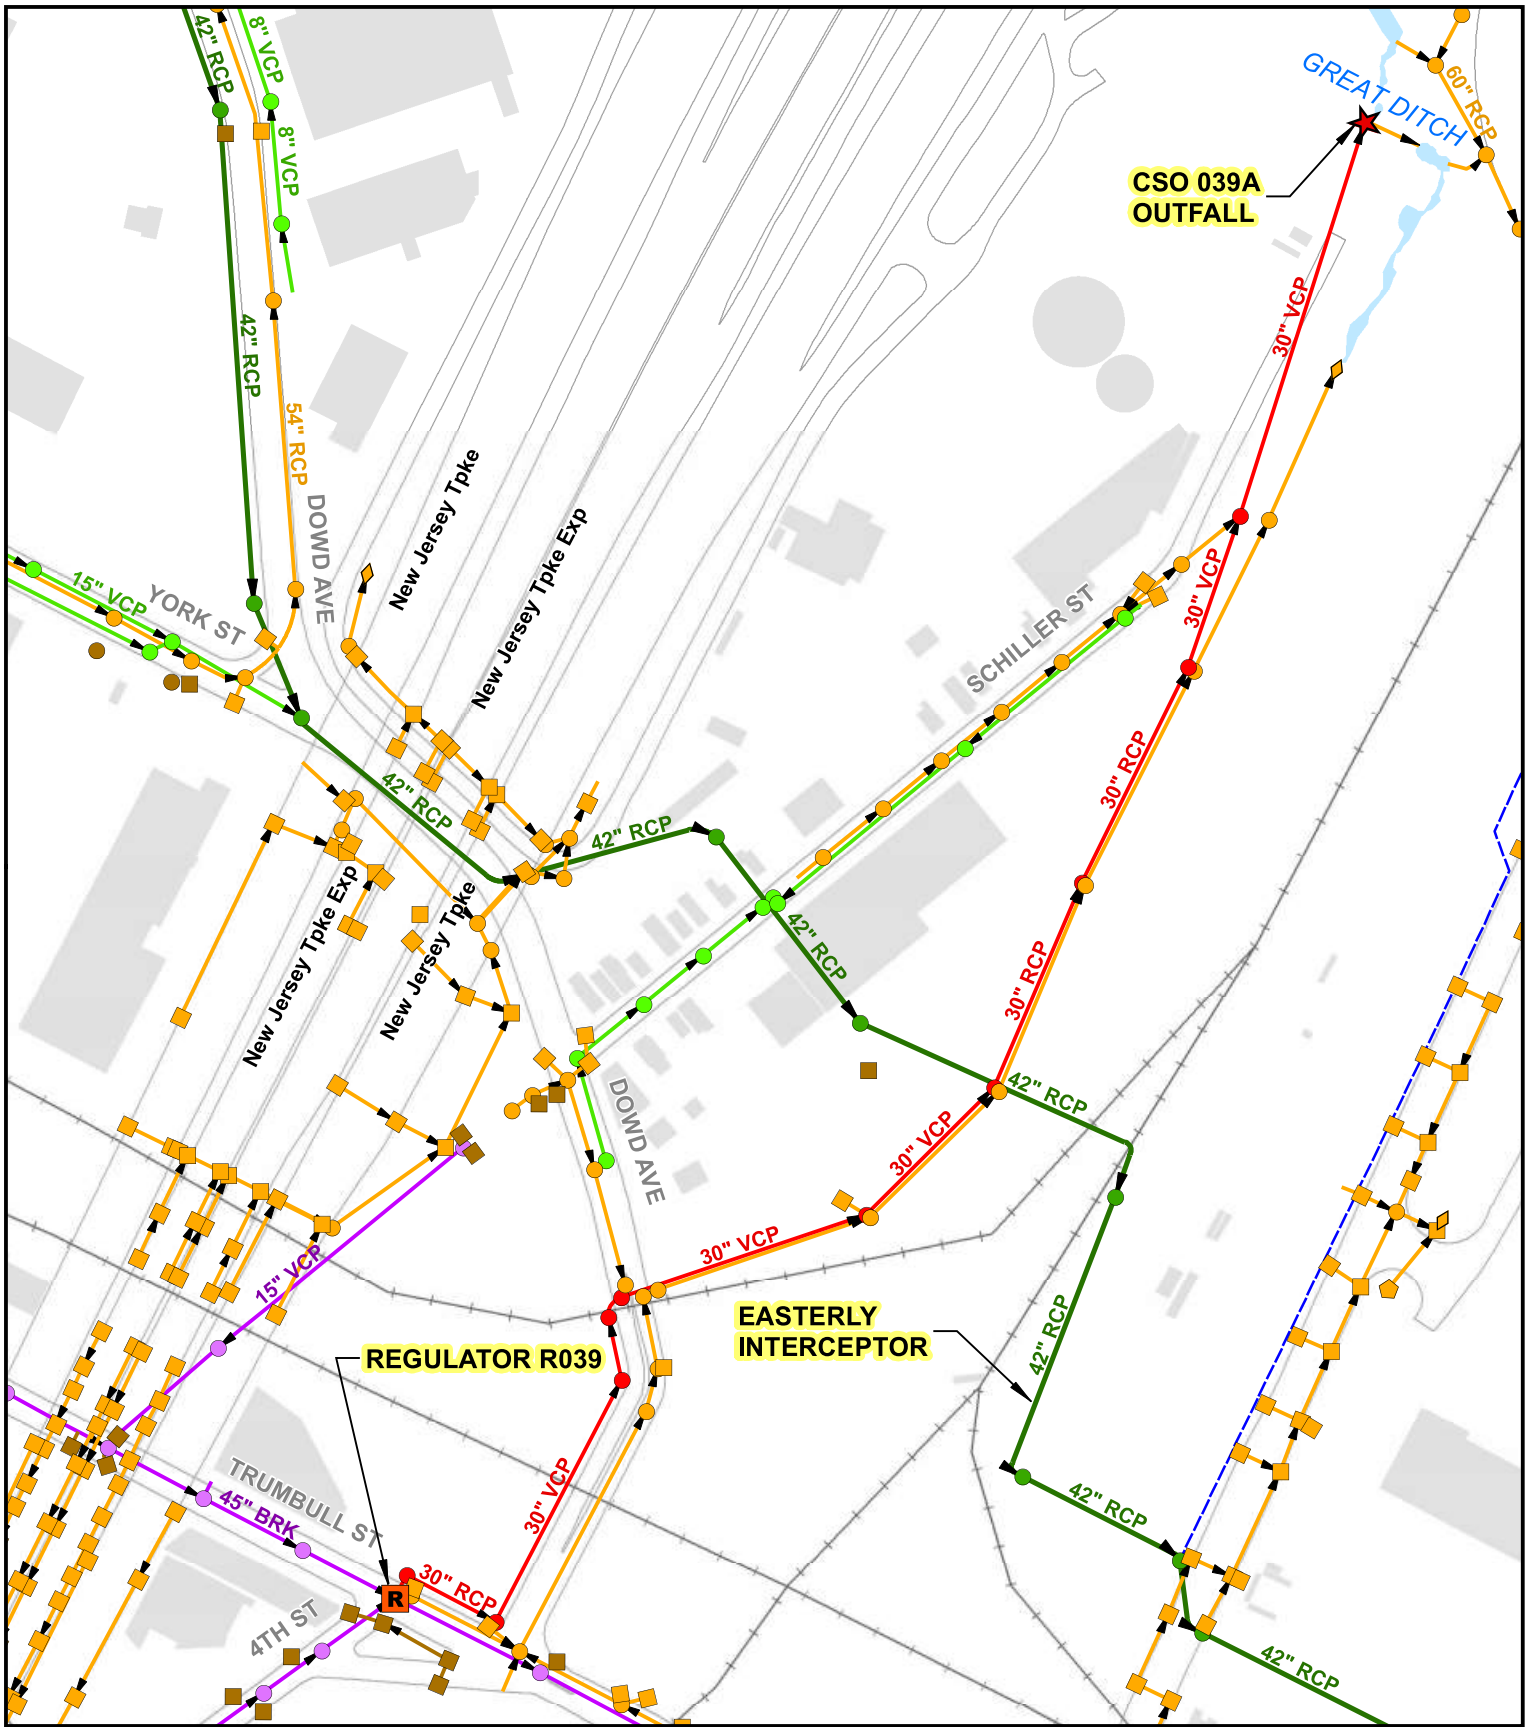 42" RCP
8" VCP
GREAT DITCH
60" RCP
8" VCP
CSO 039A
OUTFALL
30" VCP
42" RCP
54" RCP
DOWD AVE
New Jersey Tpke
New Jersey Tpke Exp
15" VCP
YORK ST
30" VCP
SCHILLER ST
42" RCP
42" RCP
30" RCP
New Jersey Tpke Exp
New Jersey Tpke
42" RCP
30" RCP
42" RCP
DOWD AVE
30" VCP
30" VCP
15" VCP
EASTERLY
INTERCEPTOR
42" RCP
REGULATOR R039
TRUMBULL ST
45" BRK
30" VCP
42" RCP
30" RCP
R
4TH ST
42" RCP